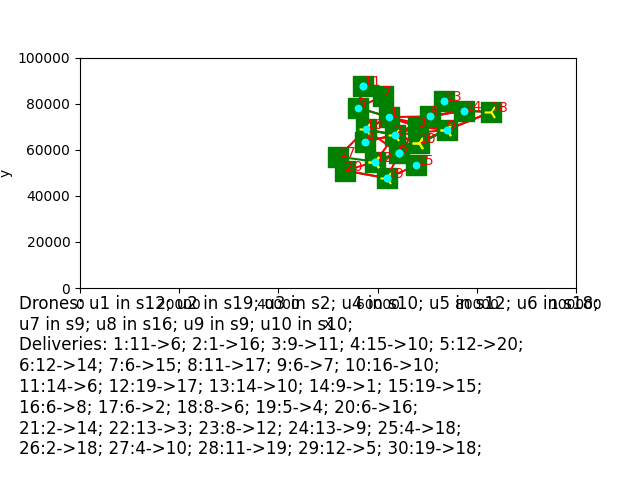 100000
80000
60000
40000
20000
0
y
Drones: u1 in s12; u2 in s19; u3 in s2; u4 in s10; u5 in s12; u6 in s18;
u7 in s9; u8 in s16; u9 in s9; u10 in s10;
Deliveries: 1:11->6; 2:1->16; 3:9->11; 4:15->10; 5:12->20;
6:12->14; 7:6->15; 8:11->17; 9:6->7; 10:16->10;
11:14->6; 12:19->17; 13:14->10; 14:9->1; 15:19->15;
16:6->8; 17:6->2; 18:8->6; 19:5->4; 20:6->16;
21:2->14; 22:13->3; 23:8->12; 24:13->9; 25:4->18;
26:2->18; 27:4->10; 28:11->19; 29:12->5; 30:19->18;